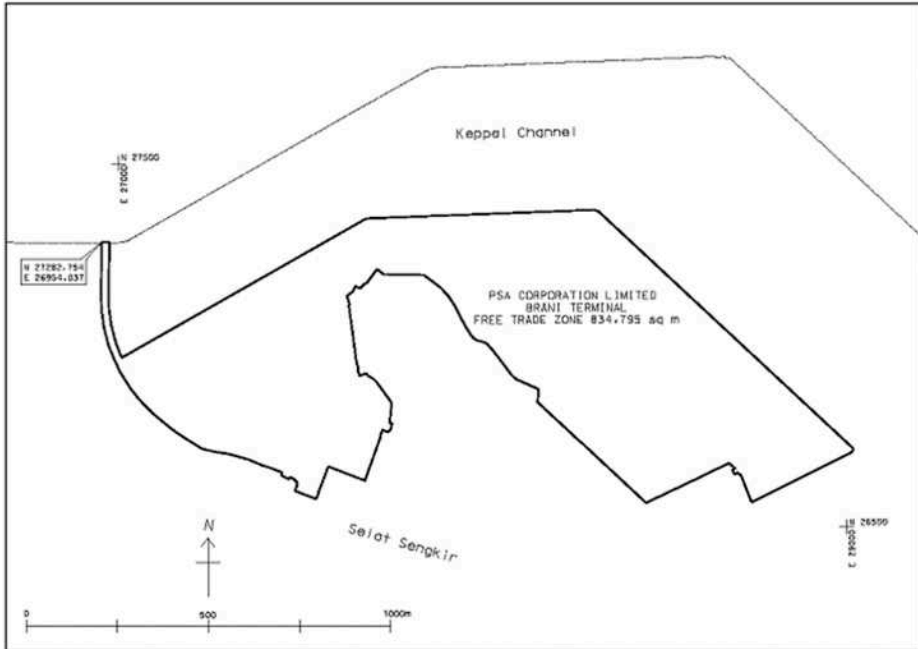 Keppel Channel
N 27500
E 27000
N 27282.754
E 26954.037
PSA CORPORATION LIMITED
BRANI TERMINAL
FREE TRADE ZONE 834,795 sq m
N 26500
E 29000
Selat Sengkir
N
0 500 1000m